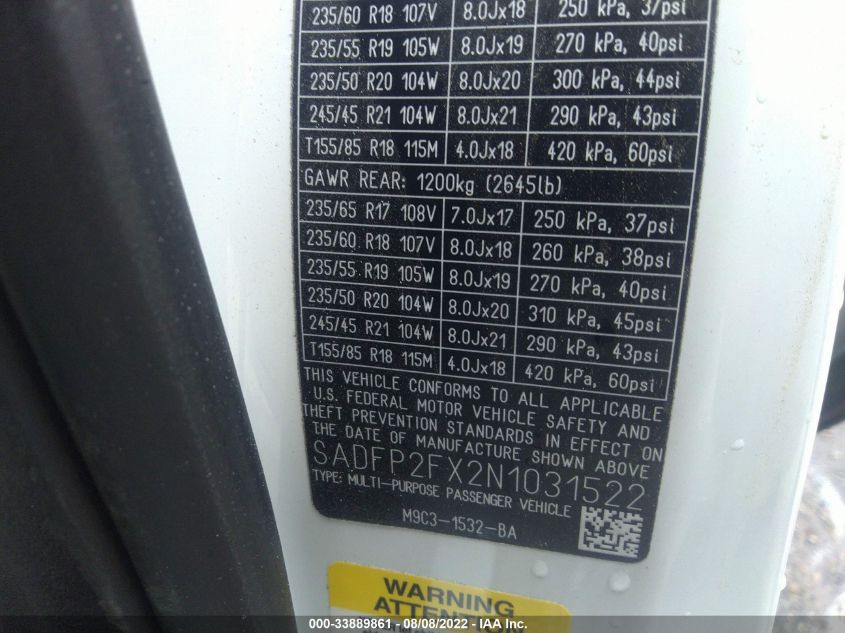 235/60 R18 107V 8.0Jx18 250 kPa, 37psi
235/55 R19 105W 8.0Jx19 270 kPa, 40psi
235/50 R20 104W 8.0Jx20 300 kPa, 44psi
245/45 R21 104W 8.0Jx21 290 kPa, 43psi
T155/85 R18 115M 4.0Jx18 420 kPa, 60psi
GAWR REAR: 1200kg (2645lb)
235/65 R17 108V 7.0Jx17 250 kPa, 37psi
235/60 R18 107V 8.0Jx18 260 kPa, 38psi
235/55 R19 105W 8.0Jx19 270 kPa, 40psi
235/50 R20 104W 8.0Jx20 310 kPa, 45psi
245/45 R21 104W 8.0Jx21 290 kPa, 43psi
T155/85 R18 115M 4.0Jx18 420 kPa, 60psi
THIS VEHICLE CONFORMS TO ALL APPLICABLE
U.S. FEDERAL MOTOR VEHICLE SAFETY AND
THEFT PREVENTION STANDARDS IN EFFECT ON
THE DATE OF MANUFACTURE SHOWN ABOVE
SADFP2FX2N1031522
TYPE: MULTI-PURPOSE PASSENGER VEHICLE
M9C3-1532-BA
WARNING
ATTENTION
000-33889861 - 08/08/2022 - IAA Inc.